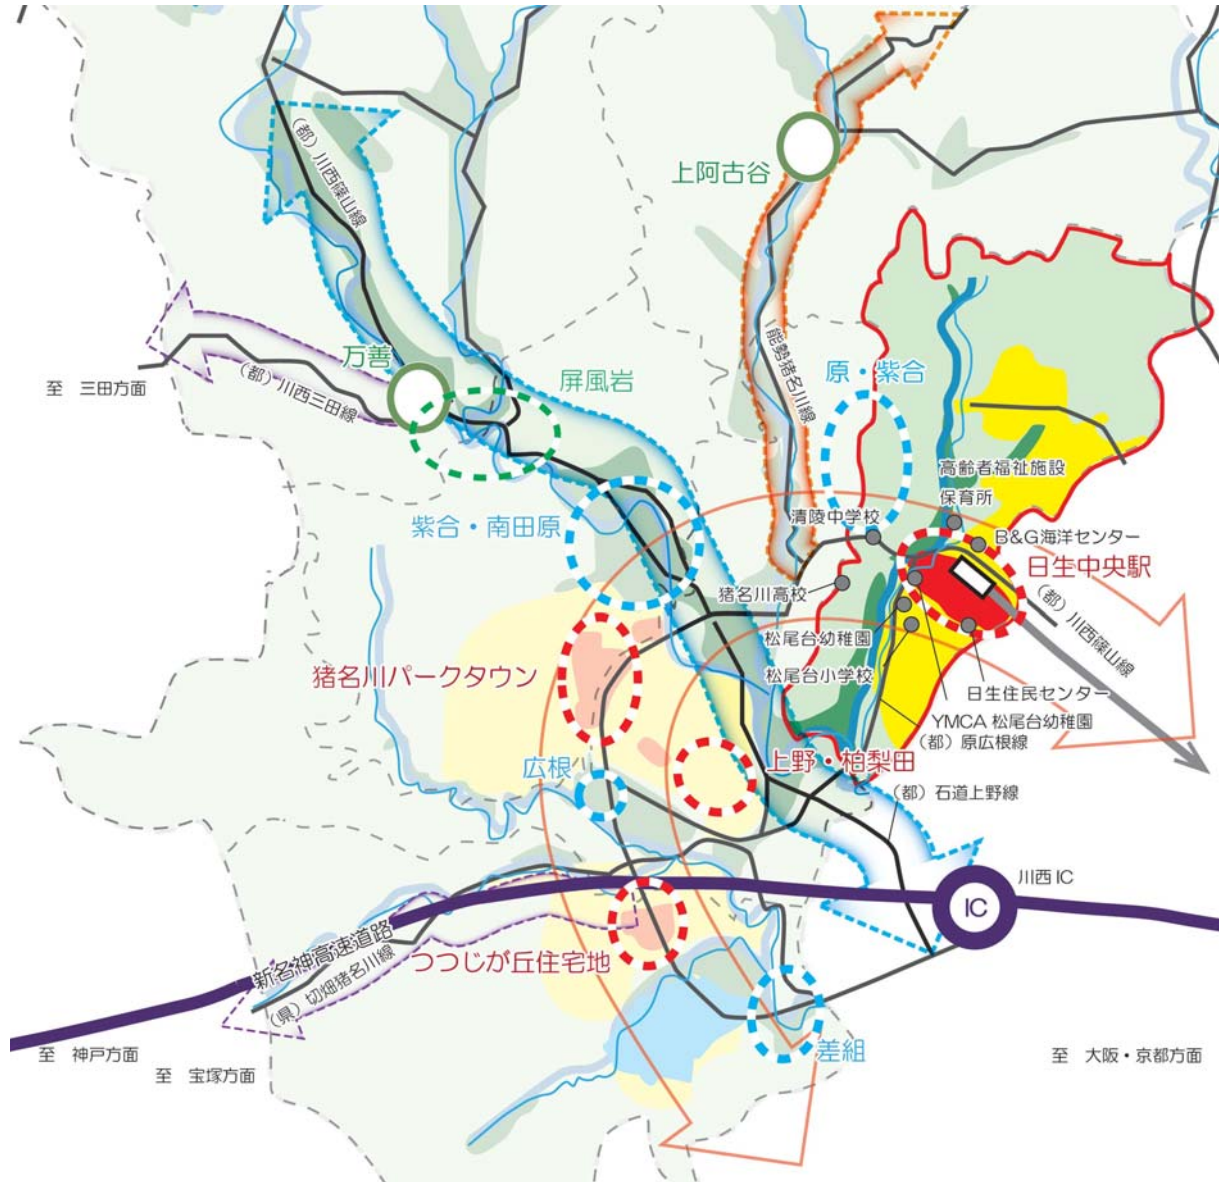 (都)川西篠山線
上阿古谷
万善
屏風岩
能勢猪名川線
原・紫合
至 三田方面
(都)川西三田線
高齢者福祉施設
保育所
紫合・南田原
清陵中学校
B&G海洋センター
日生中央駅
猪名川高校
(都)川西篠山線
松尾台幼稚園
猪名川パークタウン
松尾台小学校
日生住民センター
YMCA 松尾台幼稚園
(都)原広根線
広根
上野・柏梨田
(都)石道上野線
川西 IC
IC
新名神高速道路
つつじが丘住宅地
(県)切畑猪名川線
差組
至 神戸方面
至 宝塚方面
至 大阪・京都方面